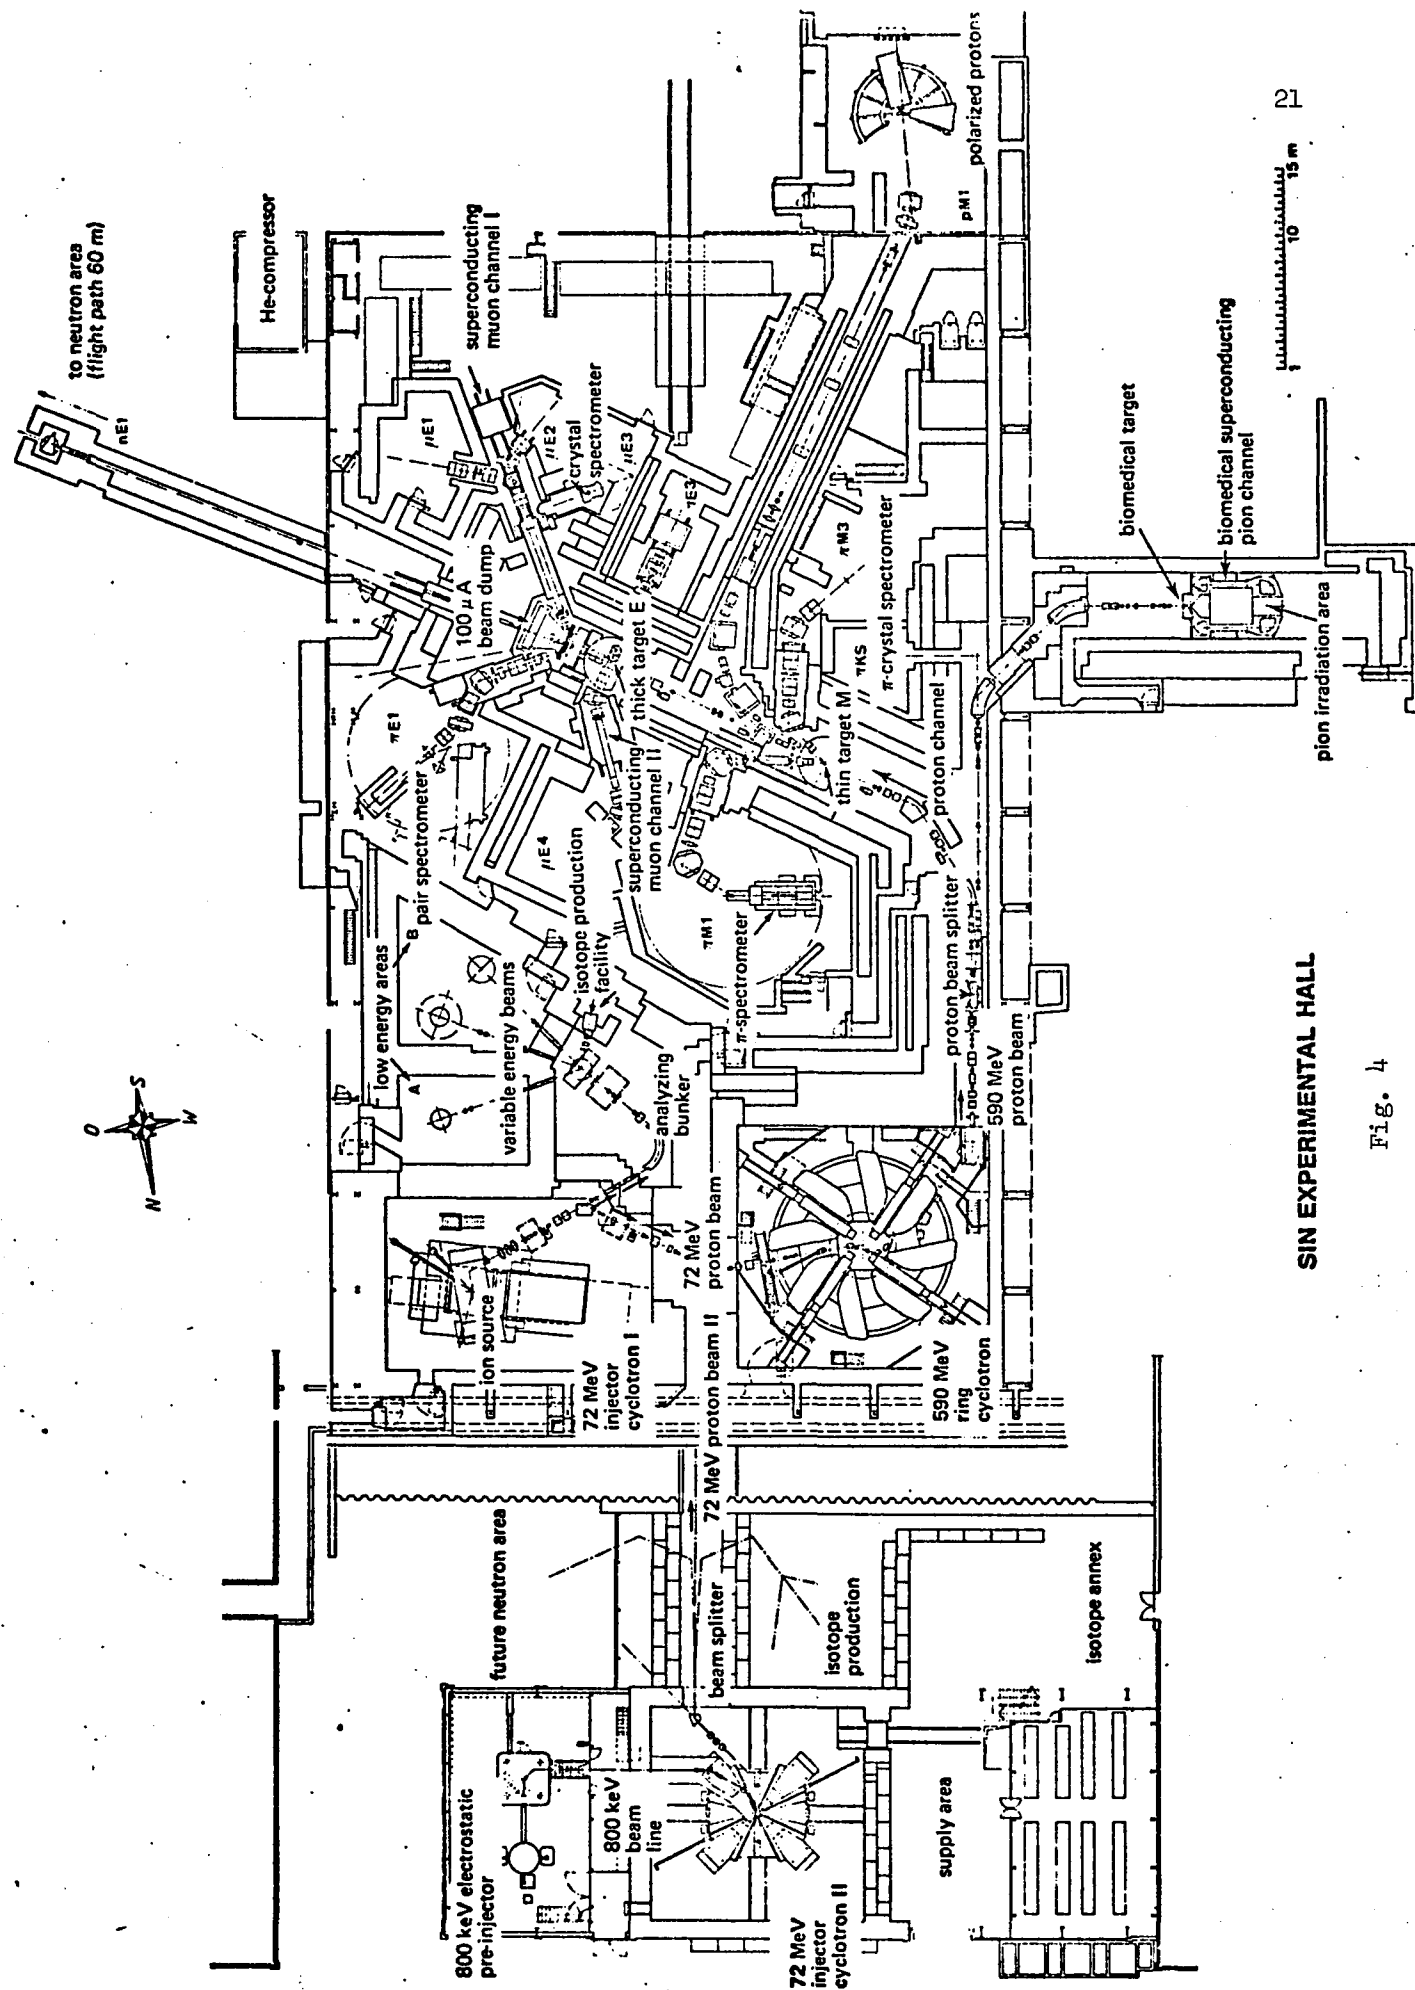 to neutron area
(flight path 60 m)
nE1
He-compressor
superconducting
muon channel I
μE1
μE2
crystal
spectrometer
μE3
πE3
100 μA
beam dump
thick target E
πE1
pair spectrometer
superconducting
muon channel II
μE4
isotope production
facility
low energy areas
A
B
variable energy beams
analyzing
bunker
πM1
π-spectrometer
thin target M
πM3
πKS
π-crystal spectrometer
proton channel
proton beam splitter
590 MeV
proton beam
pM1
polarized protons
biomedical target
biomedical superconducting
pion channel
pion irradiation area
O
N
S
W
ion source
72 MeV
injector
cyclotron I
72 MeV
proton beam
72 MeV proton beam II
590 MeV
ring
cyclotron
future neutron area
beam splitter
isotope
production
isotope annex
800 keV electrostatic
pre-injector
800 keV
beam
line
72 MeV
injector
cyclotron II
supply area
1 10 15 m
SIN EXPERIMENTAL HALL
Fig. 4
21